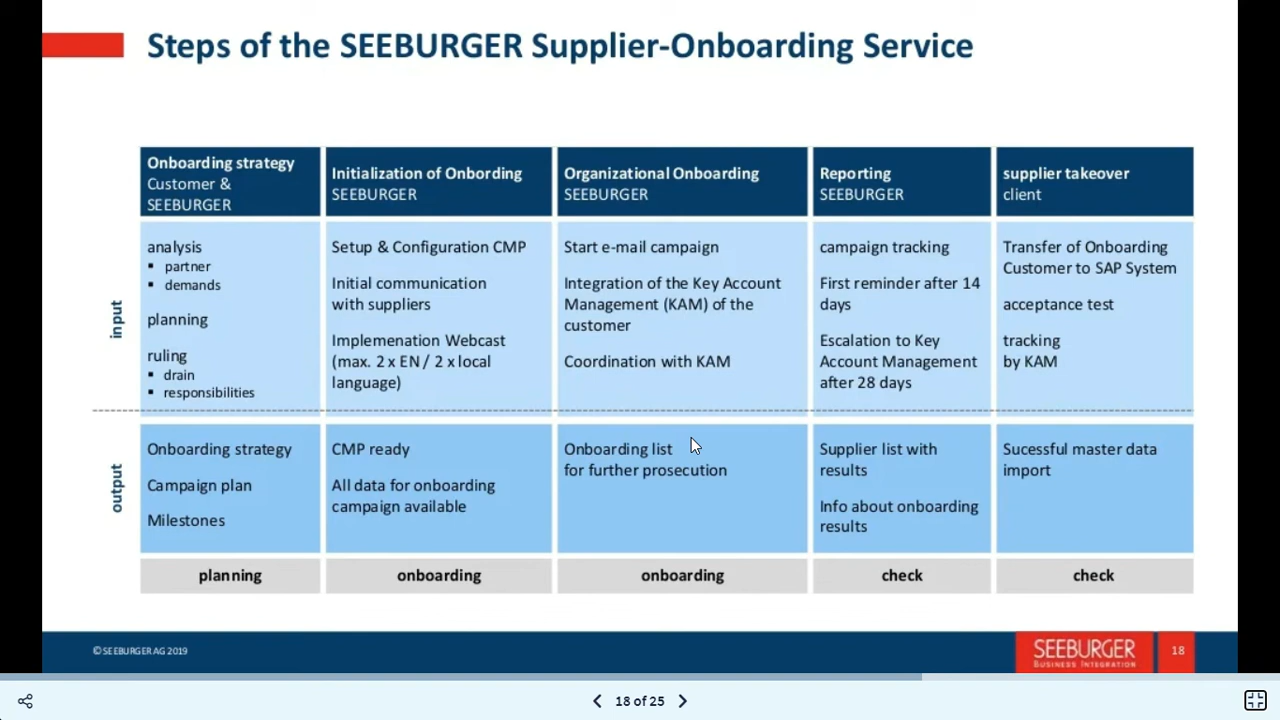 Steps of the SEEBURGER Supplier-Onboarding Service
Onboarding strategy
Customer &
SEEBURGER
Initialization of Onbording
SEEBURGER
Organizational Onboarding
SEEBURGER
Reporting
SEEBURGER
supplier takeover
client
input
analysis
▪ partner
▪ demands
planning
ruling
▪ drain
▪ responsibilities
Setup & Configuration CMP
Initial communication
with suppliers
Implemenation Webcast
(max. 2 x EN / 2 x local
language)
Start e-mail campaign
Integration of the Key Account
Management (KAM) of the
customer
Coordination with KAM
campaign tracking
First reminder after 14
days
Escalation to Key
Account Management
after 28 days
Transfer of Onboarding
Customer to SAP System
acceptance test
tracking
by KAM
output
Onboarding strategy
Campaign plan
Milestones
CMP ready
All data for onboarding
campaign available
Onboarding list
for further prosecution
Supplier list with
results
Info about onboarding
results
Sucessful master data
import
planning
onboarding
onboarding
check
check
© SEEBURGER AG 2019
SEEBURGER
BUSINESS INTEGRATION
18
18 of 25